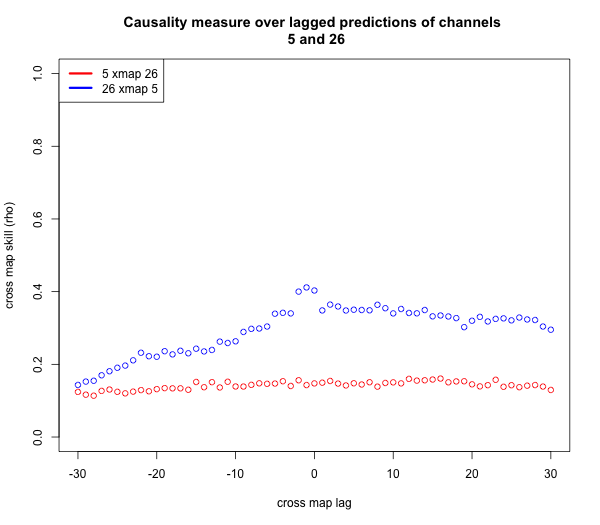 Causality measure over lagged predictions of channels
5 and 26
5 xmap 26
26 xmap 5
cross map skill (rho)
1.0
0.8
0.6
0.4
0.2
0.0
-30 -20 -10 0 10 20 30
cross map lag